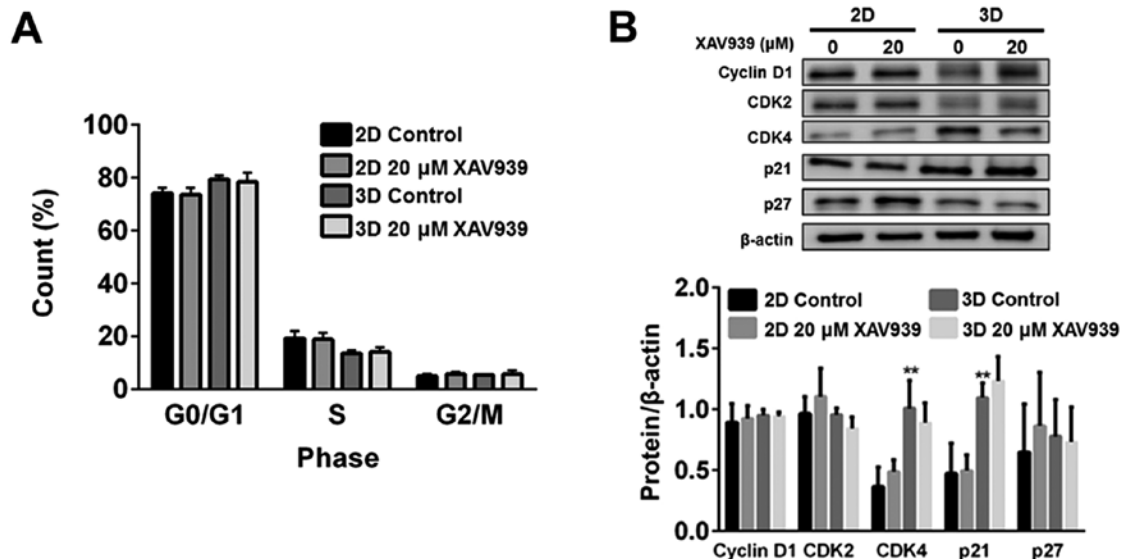 A
100
80
60
40
20
0
Count (%)
2D Control
2D 20 µM XAV939
3D Control
3D 20 µM XAV939
G0/G1 S G2/M
Phase
B
2D 3D
XAV939 (µM) 0 20 0 20
Cyclin D1
CDK2
CDK4
p21
p27
β-actin
2.0
1.5
1.0
0.5
0.0
Protein/β-actin
2D Control 3D Control
2D 20 µM XAV939 3D 20 µM XAV939
** **
Cyclin D1 CDK2 CDK4 p21 p27